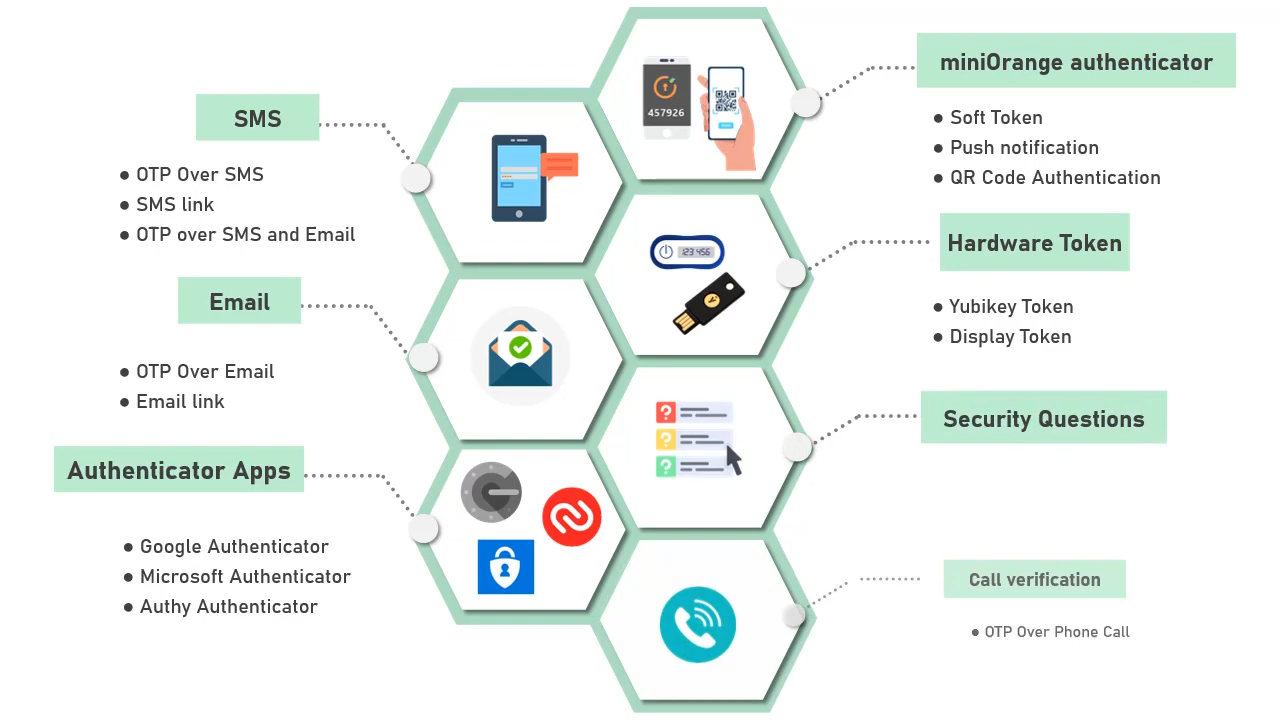 SMS
● OTP Over SMS
● SMS link
● OTP over SMS and Email
Email
● OTP Over Email
● Email link
Authenticator Apps
● Google Authenticator
● Microsoft Authenticator
● Authy Authenticator
457926
123 456
miniOrange authenticator
● Soft Token
● Push notification
● QR Code Authentication
Hardware Token
● Yubikey Token
● Display Token
Security Questions
? 
?
?
Call verification
● OTP Over Phone Call